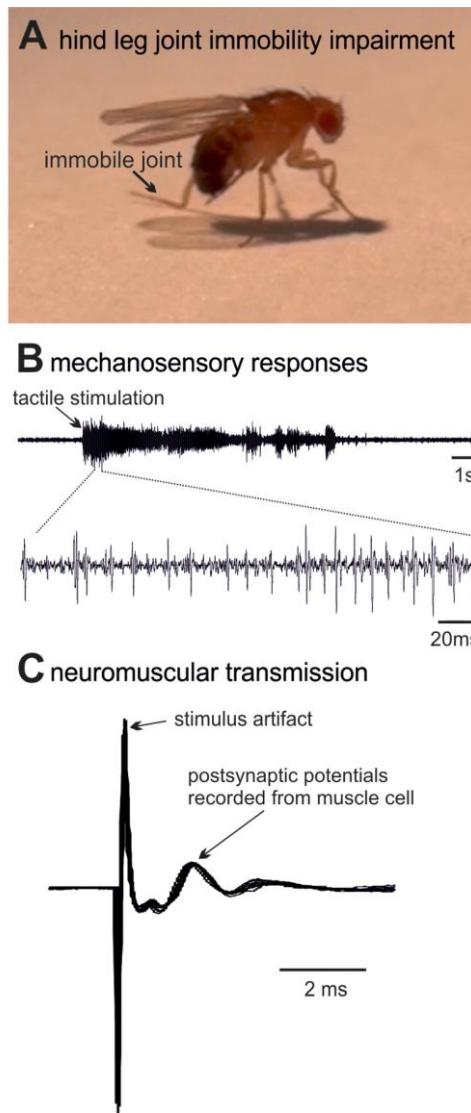 A hind leg joint immobility impairment
immobile joint
B mechanosensory responses
tactile stimulation
1s
20ms
C neuromuscular transmission
stimulus artifact
postsynaptic potentials
recorded from muscle cell
2 ms